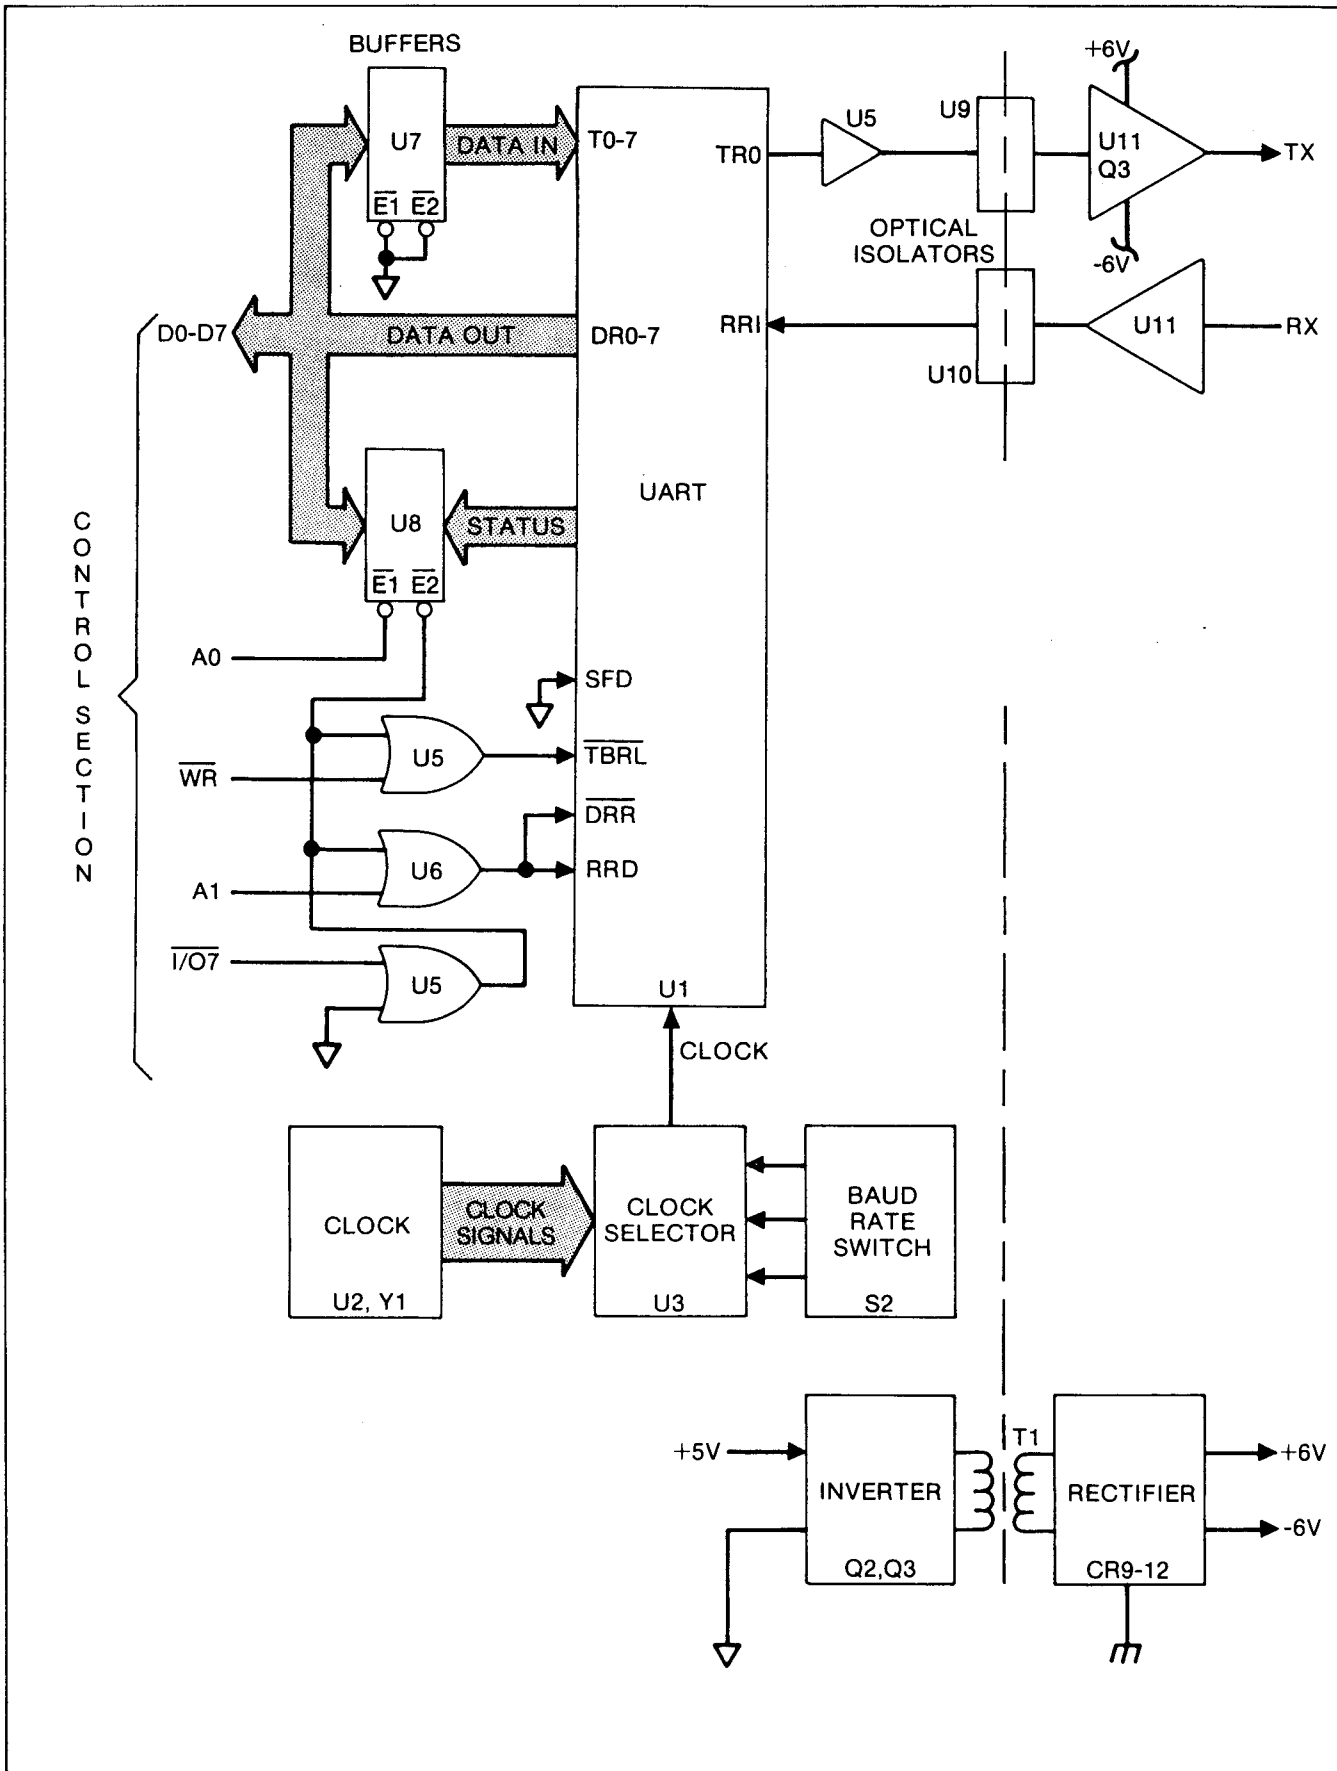 BUFFERS
U7
E1 E2
DATA IN
T0-7
TR0
U5
U9
+6V
U11
Q3
-6V
TX
OPTICAL
ISOLATORS
D0-D7
DATA OUT
DR0-7
RRI
U10
U11
RX
UART
U8
E1 E2
STATUS
CONTROL SECTION
A0
SFD
WR
U5
TBRL
DRR
A1
U6
RRD
I/O7
U5
U1
CLOCK
CLOCK
U2, Y1
CLOCK
SIGNALS
CLOCK
SELECTOR
U3
BAUD
RATE
SWITCH
S2
+5V
INVERTER
Q2,Q3
T1
RECTIFIER
CR9-12
+6V
-6V